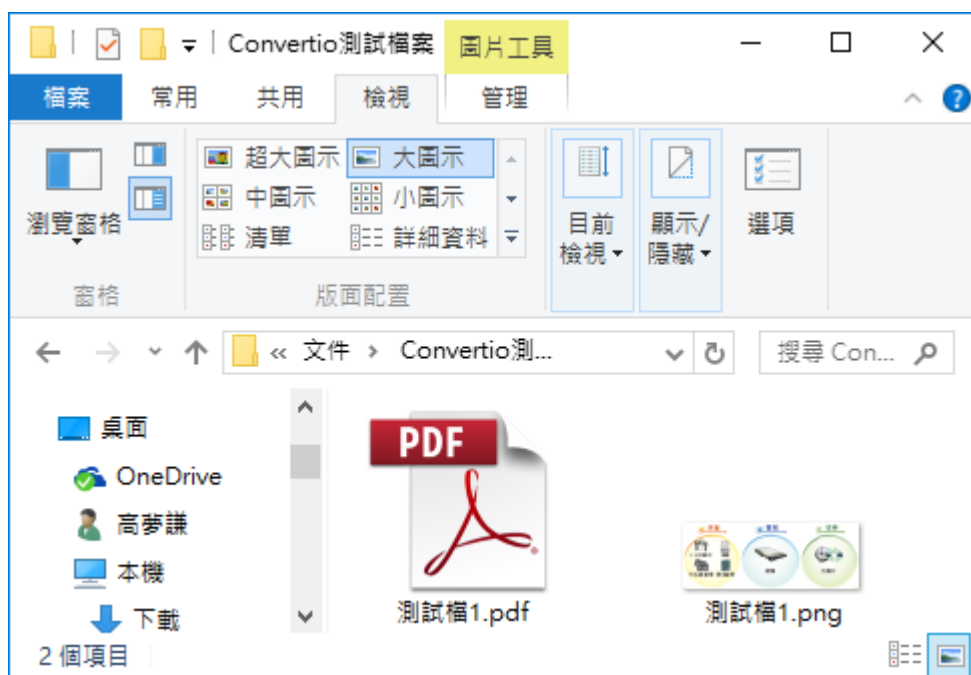 Convertio測試檔案 圖片工具
檔案 常用 共用 檢視 管理
超大圖示 大圖示
中圖示 小圖示
清單 詳細資料
瀏覽窗格
目前檢視
顯示/隱藏
選項
窗格 版面配置
« 文件 › Convertio測... 搜尋 Con...
桌面
OneDrive
高夢謙
本機
下載
PDF
測試檔1.pdf 測試檔1.png
2 個項目